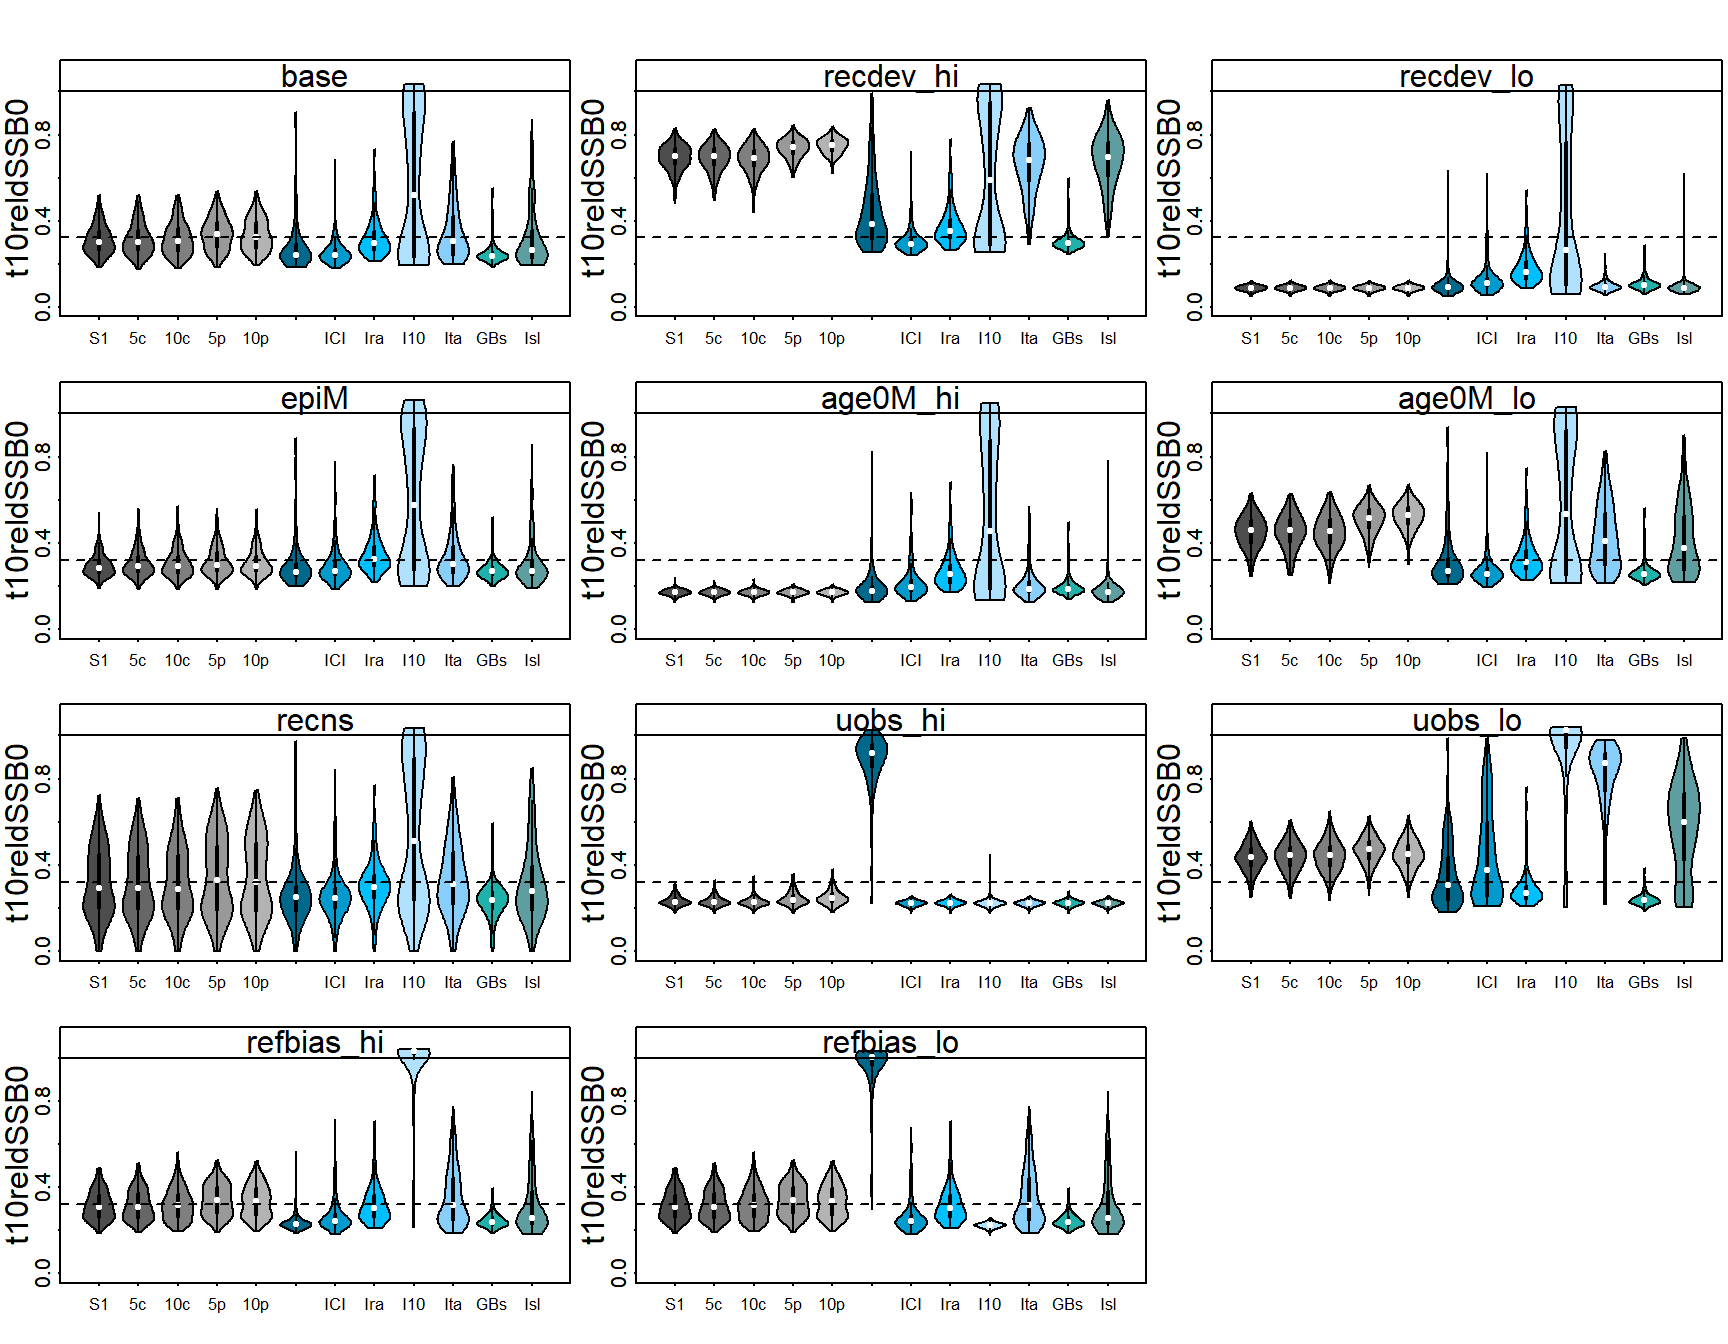 base
t10reldSSB0
0.0 0.4 0.8
S1 5c 10c 5p 10p ICI Ira I10 Ita GBs Isl
recdev_hi
t10reldSSB0
0.0 0.4 0.8
S1 5c 10c 5p 10p ICI Ira I10 Ita GBs Isl
recdev_lo
t10reldSSB0
0.0 0.4 0.8
S1 5c 10c 5p 10p ICI Ira I10 Ita GBs Isl
epiM
t10reldSSB0
0.0 0.4 0.8
S1 5c 10c 5p 10p ICI Ira I10 Ita GBs Isl
age0M_hi
t10reldSSB0
0.0 0.4 0.8
S1 5c 10c 5p 10p ICI Ira I10 Ita GBs Isl
age0M_lo
t10reldSSB0
0.0 0.4 0.8
S1 5c 10c 5p 10p ICI Ira I10 Ita GBs Isl
recns
t10reldSSB0
0.0 0.4 0.8
S1 5c 10c 5p 10p ICI Ira I10 Ita GBs Isl
uobs_hi
t10reldSSB0
0.0 0.4 0.8
S1 5c 10c 5p 10p ICI Ira I10 Ita GBs Isl
uobs_lo
t10reldSSB0
0.0 0.4 0.8
S1 5c 10c 5p 10p ICI Ira I10 Ita GBs Isl
refbias_hi
t10reldSSB0
0.0 0.4 0.8
S1 5c 10c 5p 10p ICI Ira I10 Ita GBs Isl
refbias_lo
t10reldSSB0
0.0 0.4 0.8
S1 5c 10c 5p 10p ICI Ira I10 Ita GBs Isl